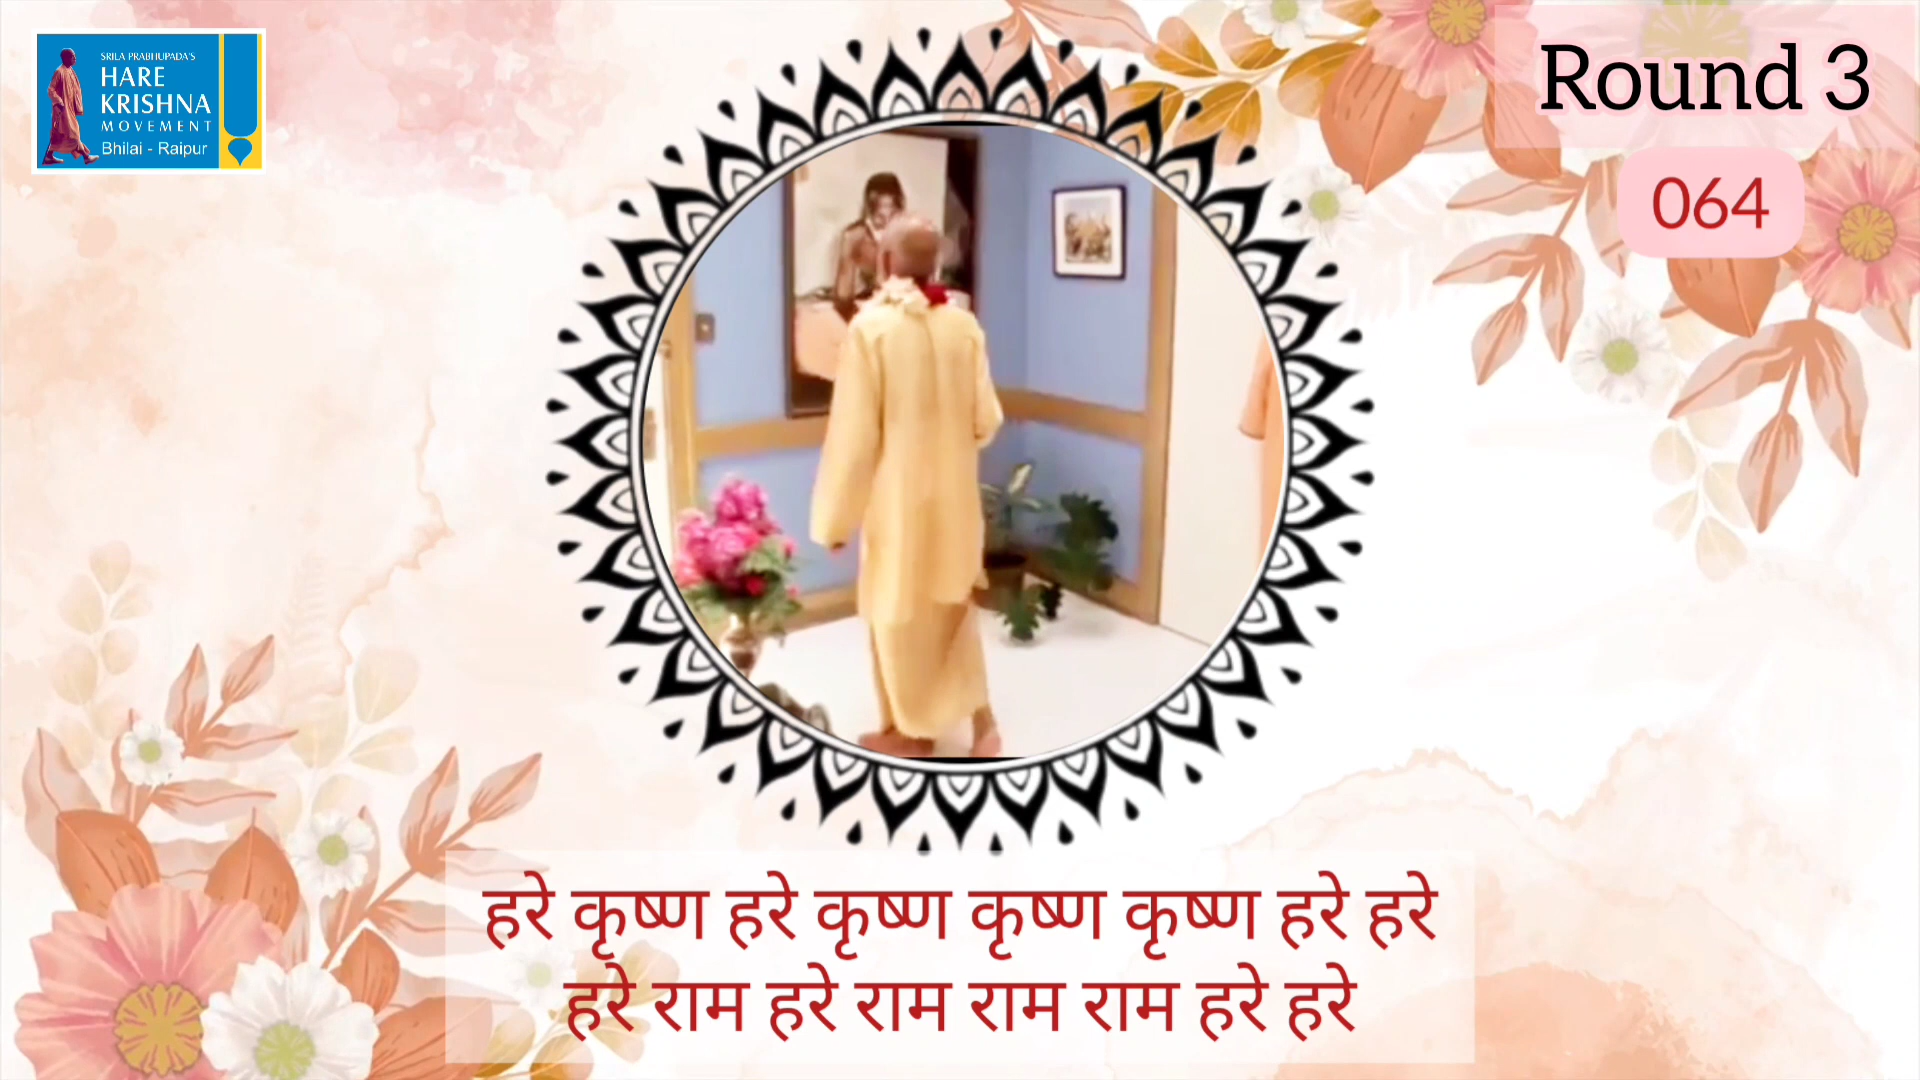 SRILA PRABHUPADA'S
HARE
KRISHNA
MOVEMENT
Bhilai - Raipur
Round 3
064
हरे कृष्ण हरे कृष्ण कृष्ण कृष्ण हरे हरे
हरे राम हरे राम राम राम हरे हरे